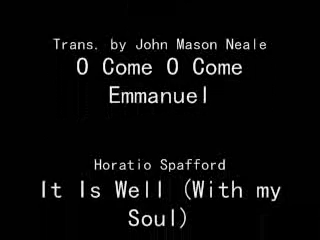 Trans. by John Mason Neale
O Come O Come
Emmanuel
Horatio Spafford
It Is Well (With my
Soul)